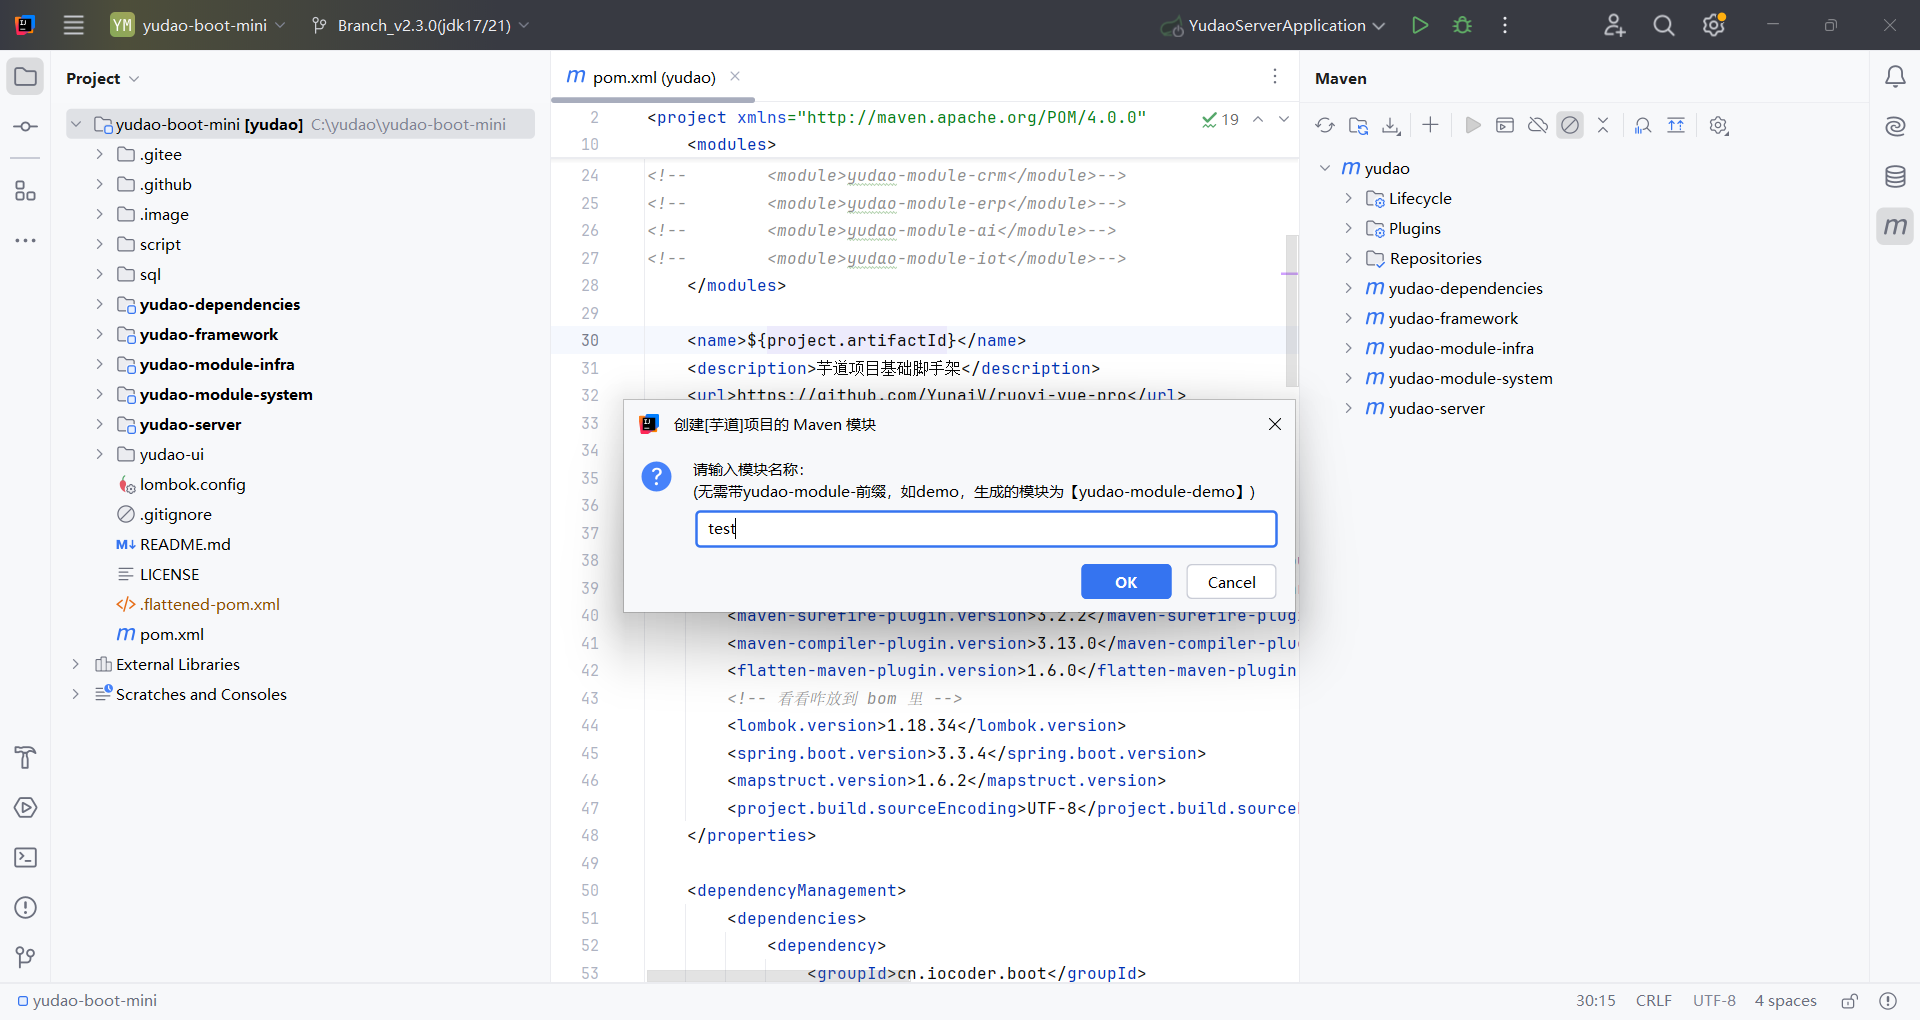 YM yudao-boot-mini Branch_v2.3.0(jdk17/21) YudaoServerApplication
Project
yudao-boot-mini [yudao] C:\yudao\yudao-boot-mini
.gitee
.github
.image
script
sql
yudao-dependencies
yudao-framework
yudao-module-infra
yudao-module-system
yudao-server
yudao-ui
lombok.config
.gitignore
M↓ README.md
LICENSE
</> .flattened-pom.xml
m pom.xml
External Libraries
Scratches and Consoles
m pom.xml (yudao)
19
2 <project xmlns="http://maven.apache.org/POM/4.0.0"
10 <modules>
24 <!-- <module>yudao-module-crm</module>-->
25 <!-- <module>yudao-module-erp</module>-->
26 <!-- <module>yudao-module-ai</module>-->
27 <!-- <module>yudao-module-iot</module>-->
28 </modules>
29
30 <name>${project.artifactId}</name>
31 <description>芋道项目基础脚手架</description>
32 <url>https://github.com/YunaiV/ruoyi-vue-pro</url>
33
34
35
36
37
38
39
40 <maven-surefire-plugin.version>3.2.2</maven-surefire-plug
41 <maven-compiler-plugin.version>3.13.0</maven-compiler-plu
42 <flatten-maven-plugin.version>1.6.0</flatten-maven-plugin
43 <!-- 看看咋放到 bom 里 -->
44 <lombok.version>1.18.34</lombok.version>
45 <spring.boot.version>3.3.4</spring.boot.version>
46 <mapstruct.version>1.6.2</mapstruct.version>
47 <project.build.sourceEncoding>UTF-8</project.build.source
48 </properties>
49
50 <dependencyManagement>
51 <dependencies>
52 <dependency>
53 <groupId>cn.iocoder.boot</groupId>
创建[芋道]项目的 Maven 模块
请输入模块名称：
(无需带yudao-module-前缀，如demo，生成的模块为【yudao-module-demo】)
test
OK Cancel
Maven
m yudao
Lifecycle
Plugins
Repositories
m yudao-dependencies
m yudao-framework
m yudao-module-infra
m yudao-module-system
m yudao-server
m
yudao-boot-mini
30:15 CRLF UTF-8 4 spaces